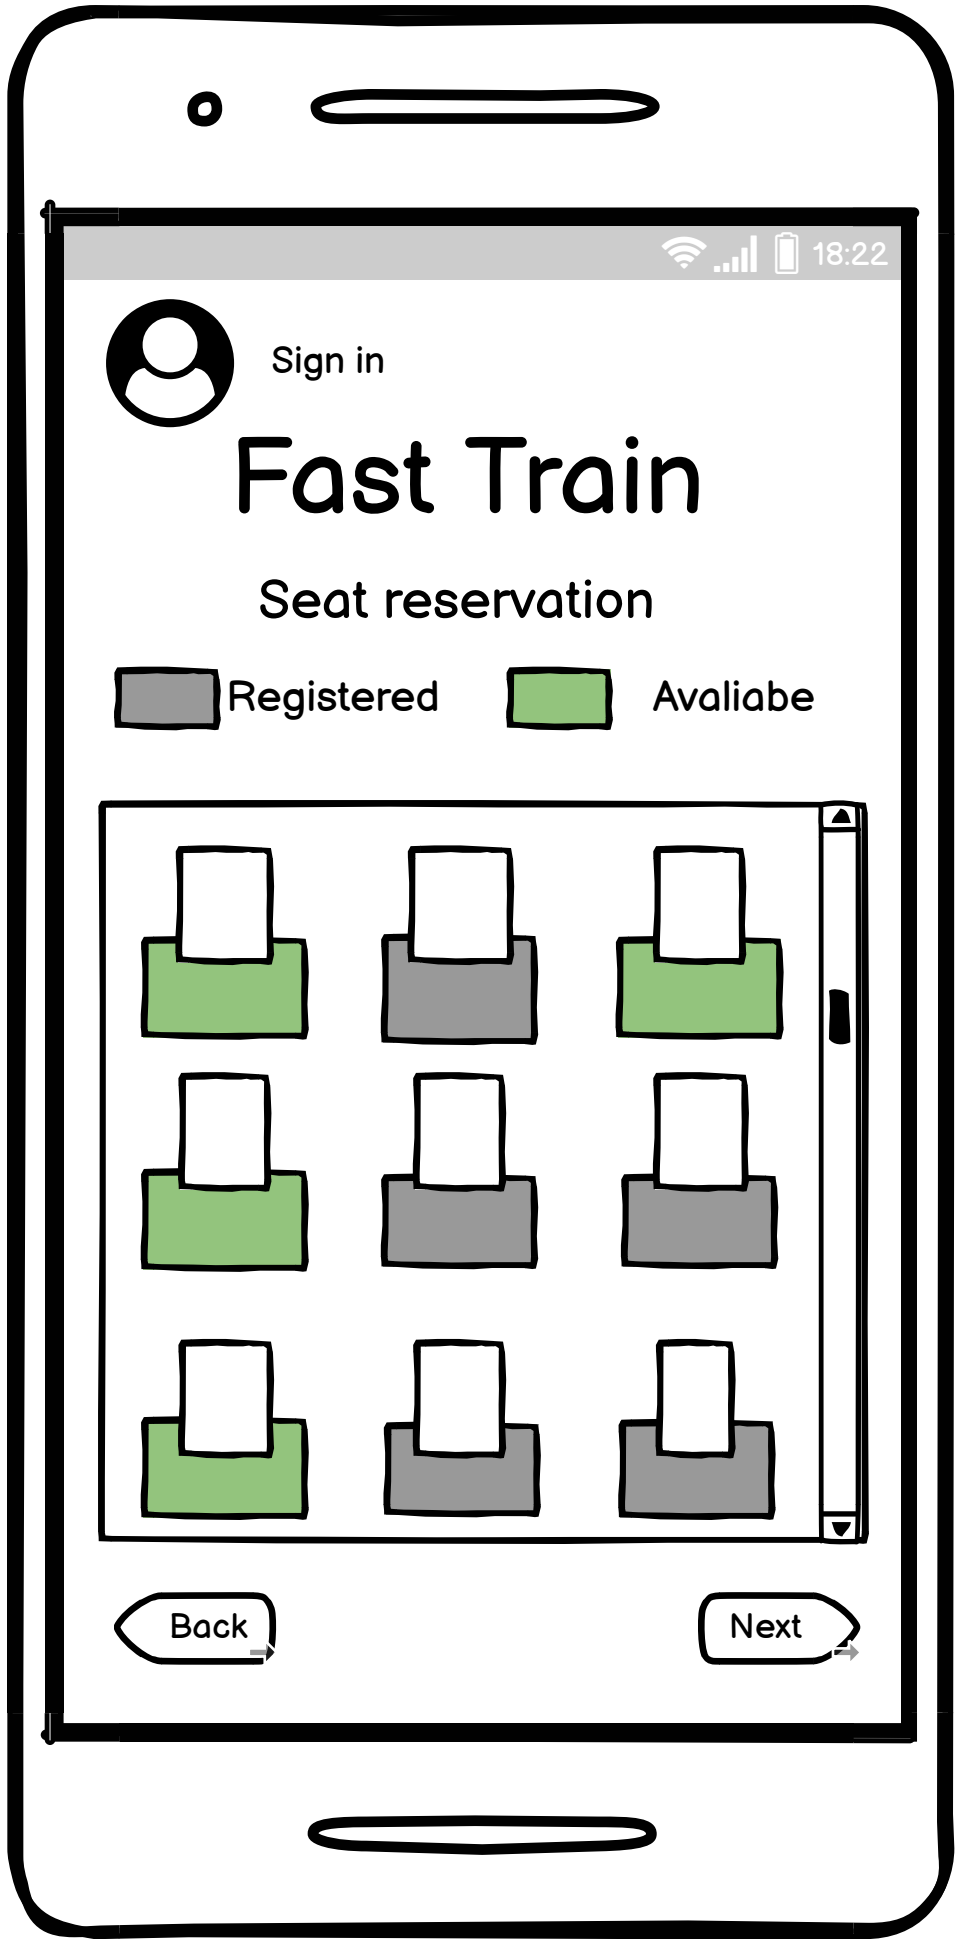 18:22
Sign in
Fast Train
Seat reservation
Registered Avaliabe
Back Next